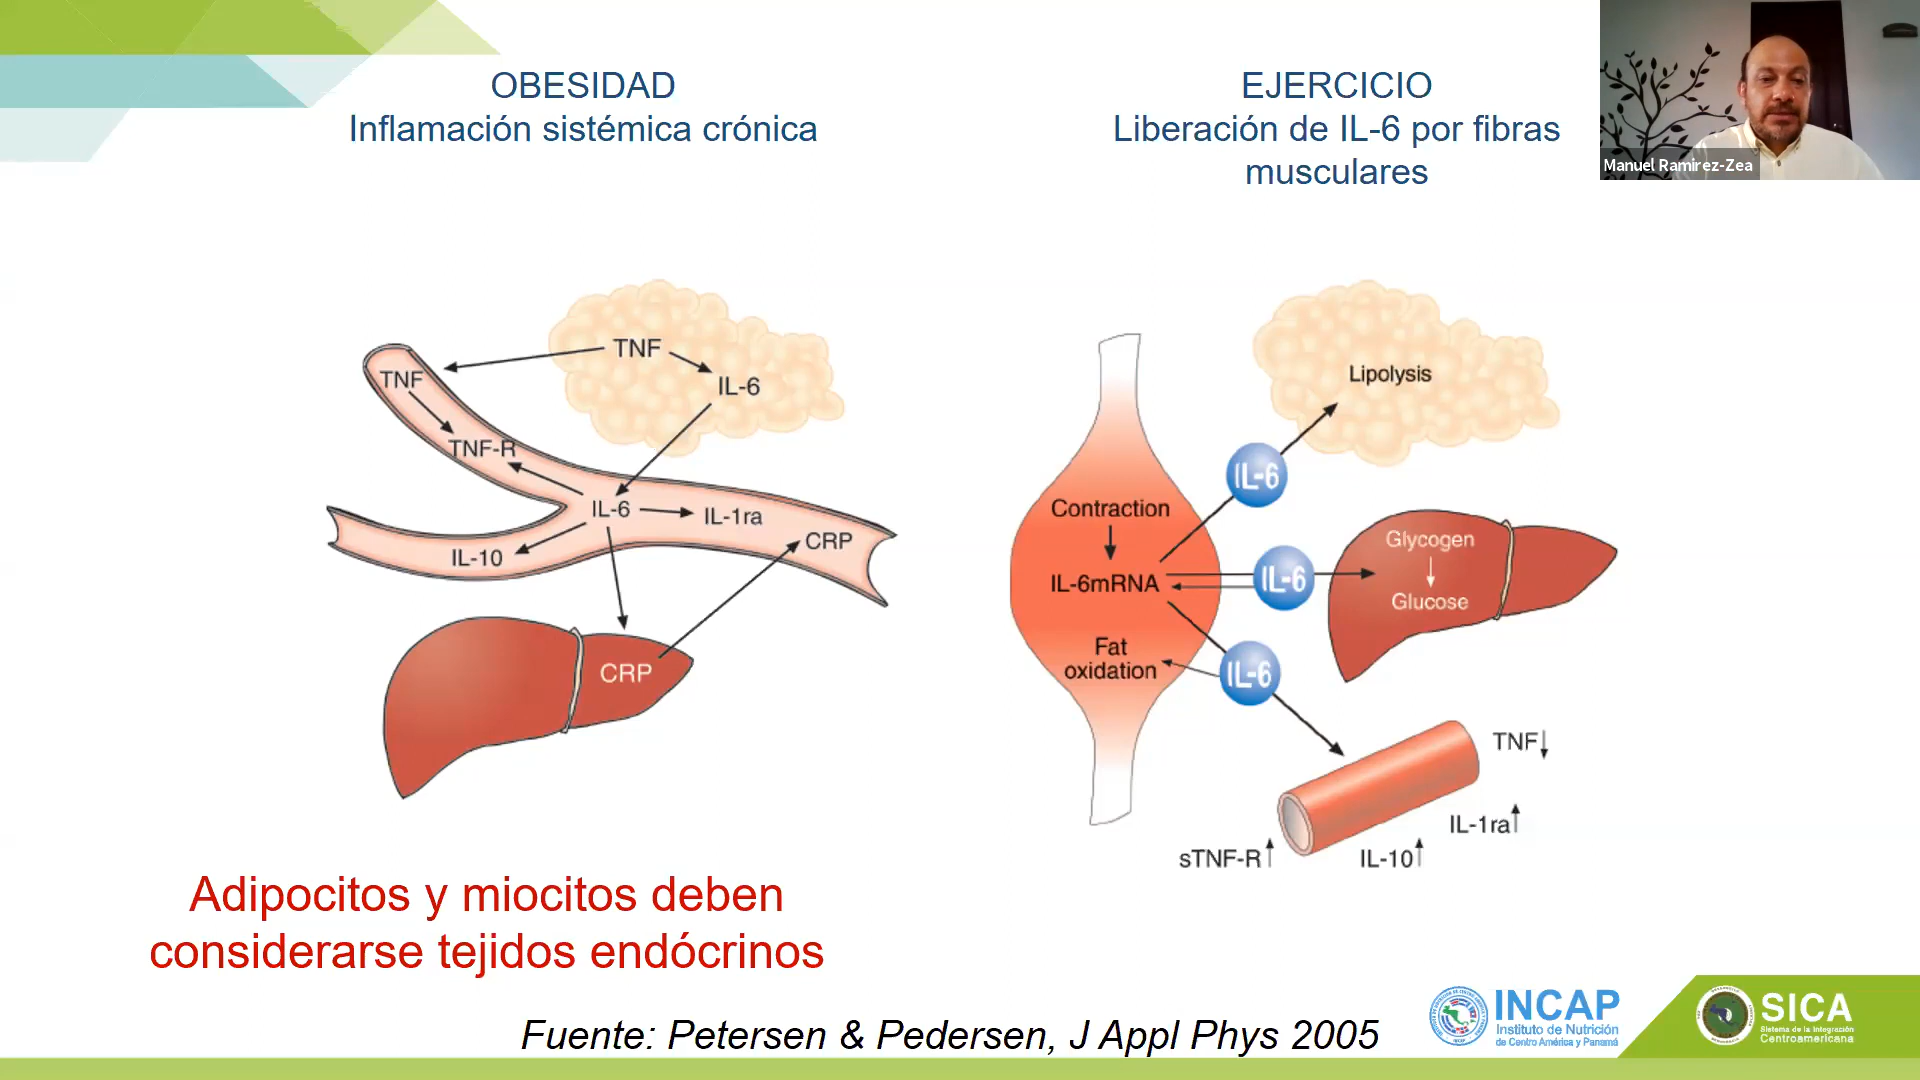 OBESIDAD
Inflamación sistémica crónica
EJERCICIO
Liberación de IL-6 por fibras
musculares
Manuel Ramirez-Zea
TNF
IL-6
TNF
TNF-R
IL-6
IL-1ra
CRP
IL-10
CRP
Lipolysis
IL-6
Contraction
IL-6mRNA
IL-6
Glycogen
Glucose
Fat
oxidation
IL-6
TNF↓
IL-1ra↑
sTNF-R↑
IL-10↑
Adipocitos y miocitos deben
considerarse tejidos endócrinos
Fuente: Petersen & Pedersen, J Appl Phys 2005
INCAP
Instituto de Nutrición
de Centro América y Panamá
SICA
Sistema de la Integración
Centroamericana